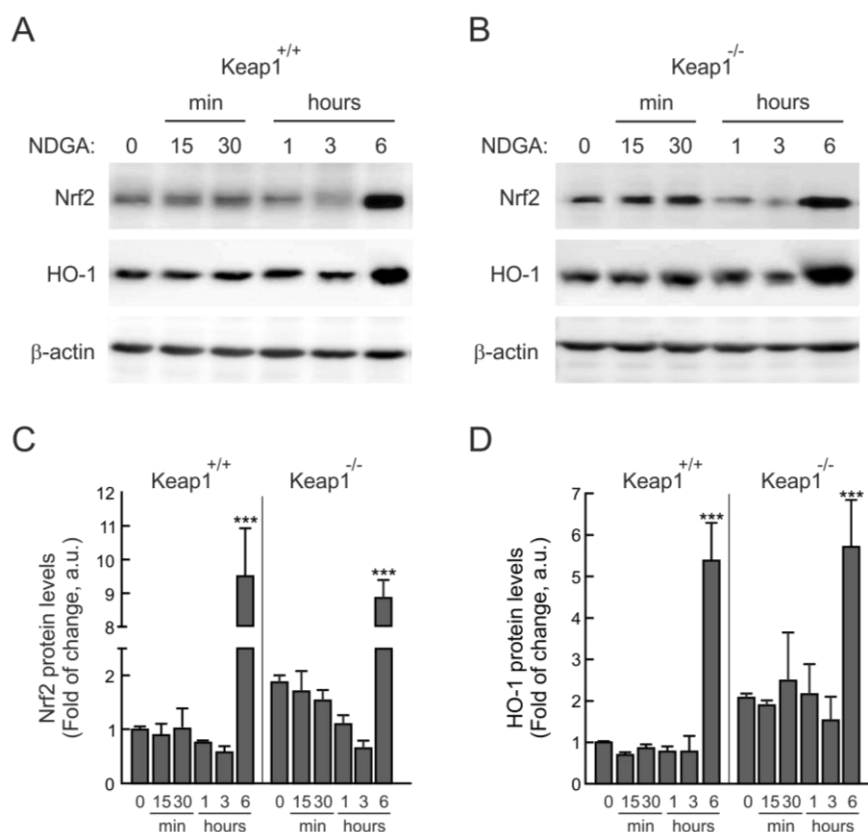 A
Keap1+/+
min hours
NDGA: 0 15 30 1 3 6
Nrf2
HO-1
β-actin
B
Keap1-/-
min hours
NDGA: 0 15 30 1 3 6
Nrf2
HO-1
β-actin
C
Keap1+/+ Keap1-/-
Nrf2 protein levels
(Fold of change, a.u.)
12
11
10
9
8
2
1
0
*** ***
0 15 30 1 3 6 0 15 30 1 3 6
min hours min hours
D
Keap1+/+ Keap1-/-
HO-1 protein levels
(Fold of change, a.u.)
7
6
5
4
3
2
1
0
*** ***
0 15 30 1 3 6 0 15 30 1 3 6
min hours min hours